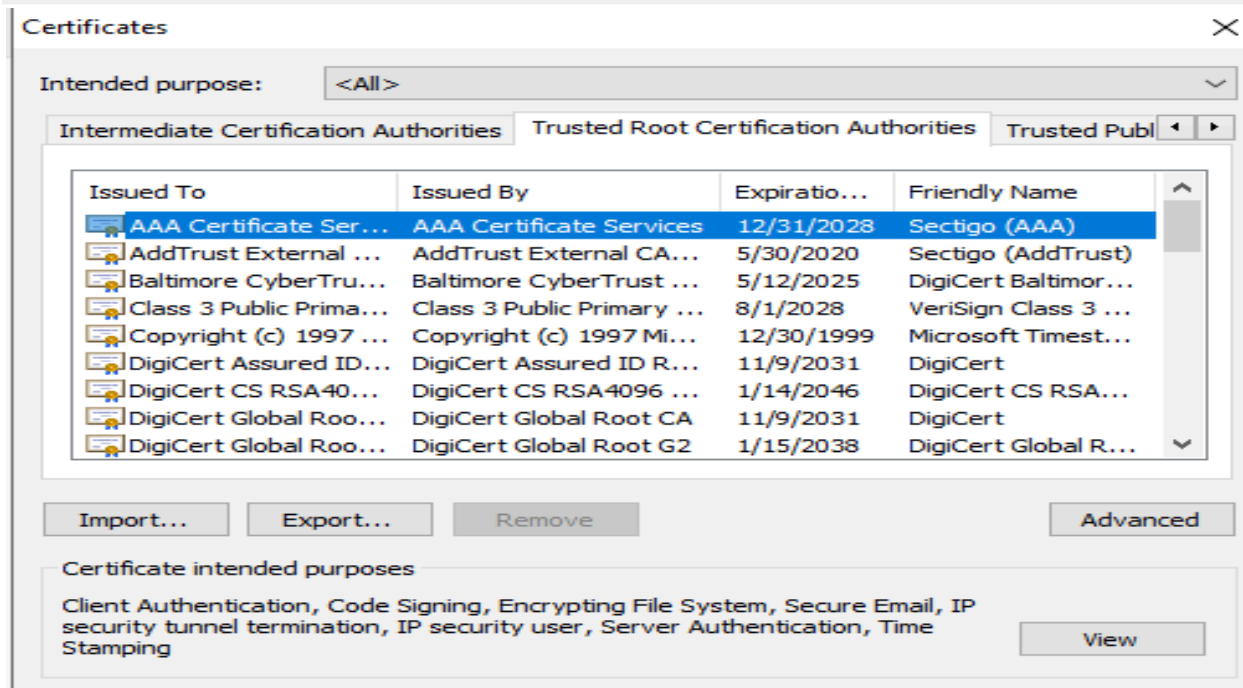 Certificates
Intended purpose: <All>
Intermediate Certification Authorities Trusted Root Certification Authorities Trusted Publ
Issued To Issued By Expiratio... Friendly Name
AAA Certificate Ser... AAA Certificate Services 12/31/2028 Sectigo (AAA)
AddTrust External ... AddTrust External CA... 5/30/2020 Sectigo (AddTrust)
Baltimore CyberTru... Baltimore CyberTrust ... 5/12/2025 DigiCert Baltimor...
Class 3 Public Prima... Class 3 Public Primary ... 8/1/2028 VeriSign Class 3 ...
Copyright (c) 1997 ... Copyright (c) 1997 Mi... 12/30/1999 Microsoft Timest...
DigiCert Assured ID... DigiCert Assured ID R... 11/9/2031 DigiCert
DigiCert CS RSA40... DigiCert CS RSA4096 ... 1/14/2046 DigiCert CS RSA...
DigiCert Global Roo... DigiCert Global Root CA 11/9/2031 DigiCert
DigiCert Global Roo... DigiCert Global Root G2 1/15/2038 DigiCert Global R...
Import... Export... Remove Advanced
Certificate intended purposes
Client Authentication, Code Signing, Encrypting File System, Secure Email, IP
security tunnel termination, IP security user, Server Authentication, Time
Stamping
View